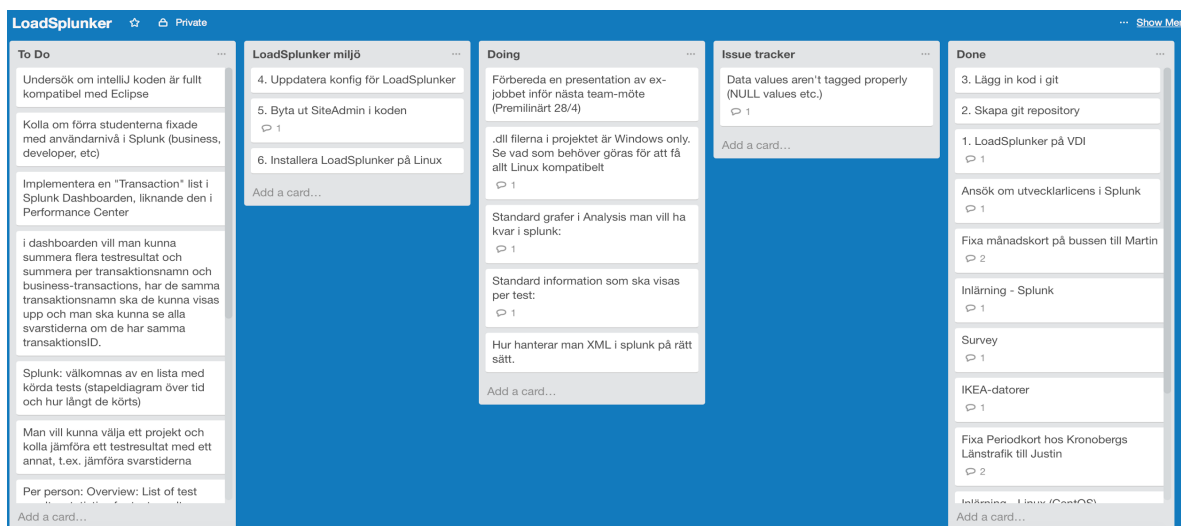 LoadSplunker Private ... Show Me
To Do ...
Undersök om intelliJ koden är fullt
kompatibel med Eclipse
Kolla om förra studenterna fixade
med användarnivå i Splunk (business,
developer, etc)
Implementera en "Transaction" list i
Splunk Dashboarden, liknande den i
Performance Center
i dashboarden vill man kunna
summera flera testresultat och
summera per transaktionsnamn och
business-transactions, har de samma
transaktionsnamn ska de kunna visas
upp och man ska kunna se alla
svarstiderna om de har samma
transaktionsID.
Splunk: välkomnas av en lista med
körda tests (stapeldiagram över tid
och hur långt de körts)
Man vill kunna välja ett projekt och
kolla jämföra ett testresultat med ett
annat, t.ex. jämföra svarstiderna
Per person: Overview: List of test
Add a card...
LoadSplunker miljö ...
4. Uppdatera konfig för LoadSplunker
5. Byta ut SiteAdmin i koden
1
6. Installera LoadSplunker på Linux
Add a card...
Doing ...
Förbereda en presentation av ex-
jobbet inför nästa team-möte
(Premilinärt 28/4)
.dll filerna i projektet är Windows only.
Se vad som behöver göras för att få
allt Linux kompatibelt
1
Standard grafer i Analysis man vill ha
kvar i splunk:
1
Standard information som ska visas
per test:
1
Hur hanterar man XML i splunk på rätt
sätt.
Add a card...
Issue tracker ...
Data values aren't tagged properly
(NULL values etc.)
1
Add a card...
Done ...
3. Lägg in kod i git
2. Skapa git repository
1. LoadSplunker på VDI
1
Ansök om utvecklarlicens i Splunk
1
Fixa månadskort på bussen till Martin
2
Inlärning - Splunk
1
Survey
1
IKEA-datorer
1
Fixa Periodkort hos Kronobergs
Länstrafik till Justin
2
Inlärning - Linux (CentOS)
Add a card...